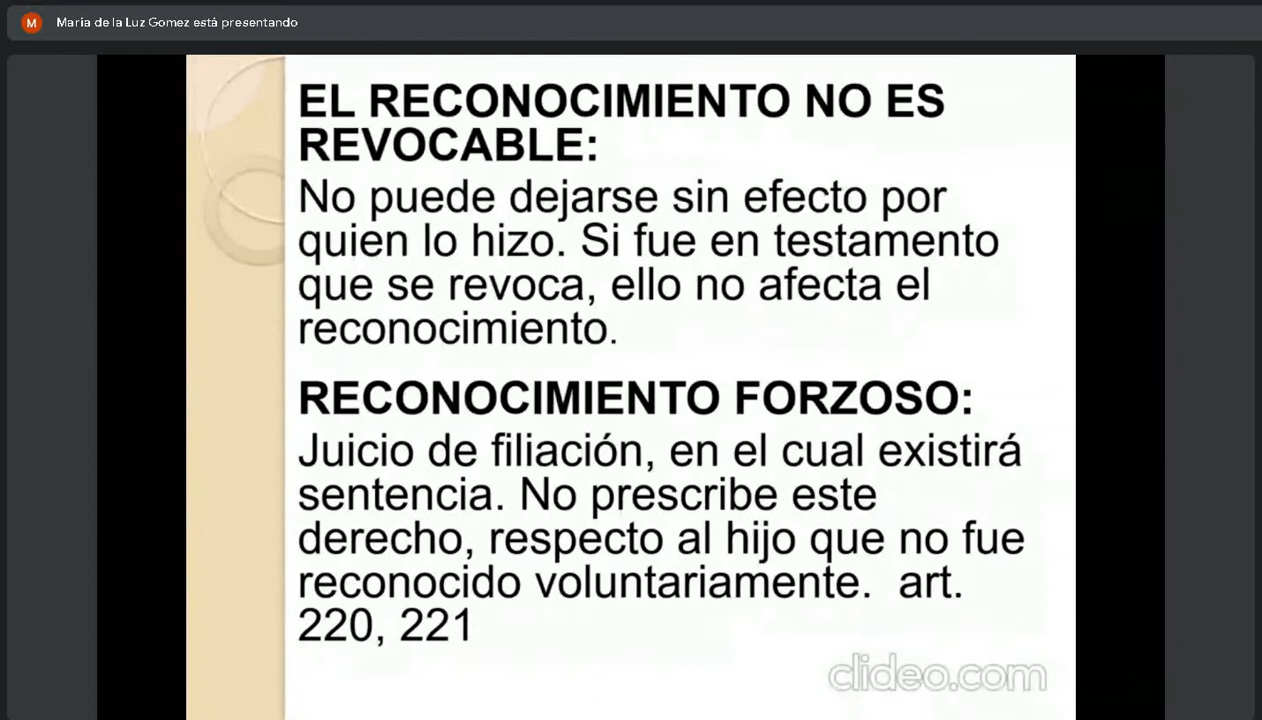 M
Maria de la Luz Gomez está presentando
EL RECONOCIMIENTO NO ES
REVOCABLE:
No puede dejarse sin efecto por
quien lo hizo. Si fue en testamento
que se revoca, ello no afecta el
reconocimiento.
RECONOCIMIENTO FORZOSO:
Juicio de filiación, en el cual existirá
sentencia. No prescribe este
derecho, respecto al hijo que no fue
reconocido voluntariamente. art.
220, 221
clideo.com